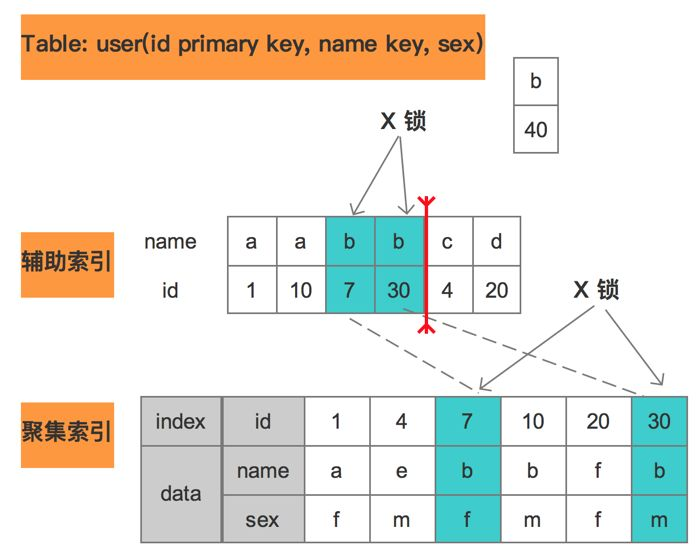 Table: user(id primary key, name key, sex)
b
40
X 锁
name a a b b c d
辅助索引
id 1 10 7 30 4 20
X 锁
聚集索引
index id 1 4 7 10 20 30
data
name a e b b f b
sex f m f m f m